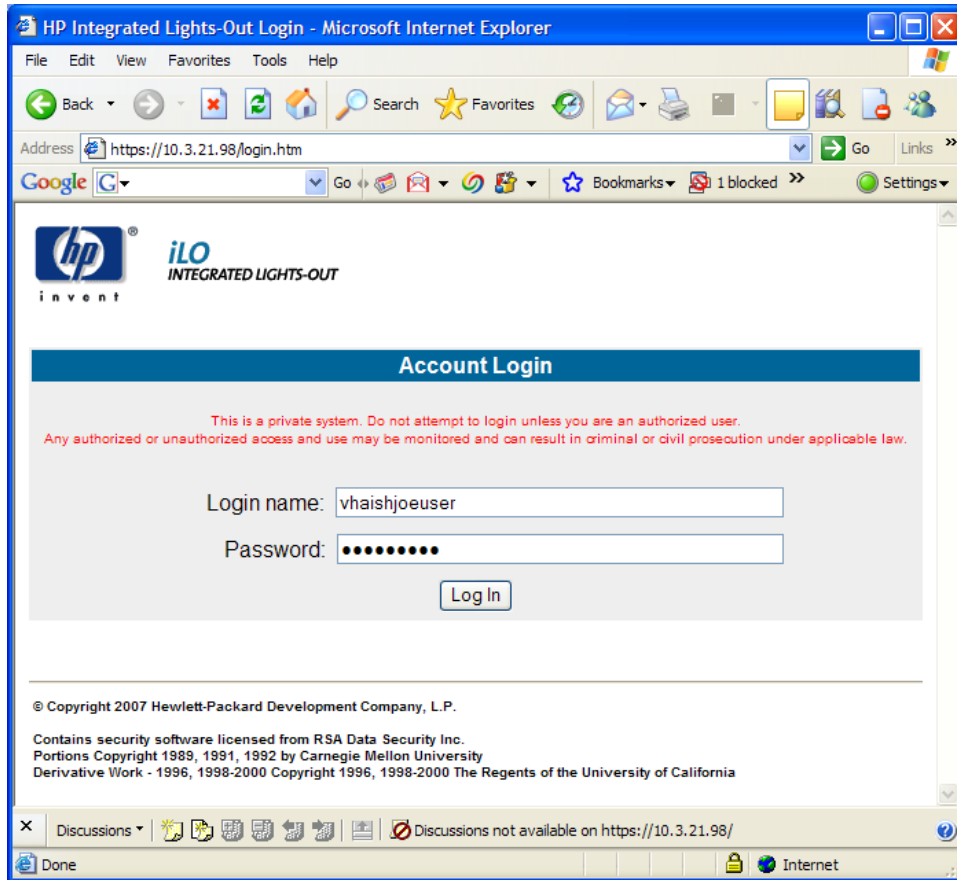 HP Integrated Lights-Out Login - Microsoft Internet Explorer
File Edit View Favorites Tools Help
Back Search Favorites
Address https://10.3.21.98/login.htm Go Links »
Google G Go Bookmarks 1 blocked » Settings
hp ®
invent
iLO
INTEGRATED LIGHTS-OUT
Account Login
This is a private system. Do not attempt to login unless you are an authorized user.
Any authorized or unauthorized access and use may be monitored and can result in criminal or civil prosecution under applicable law.
Login name: vhaishjoeuser
Password: •••••••••
Log In
© Copyright 2007 Hewlett-Packard Development Company, L.P.
Contains security software licensed from RSA Data Security Inc.
Portions Copyright 1989, 1991, 1992 by Carnegie Mellon University
Derivative Work - 1996, 1998-2000 Copyright 1996, 1998-2000 The Regents of the University of California
Discussions Discussions not available on https://10.3.21.98/
Done Internet